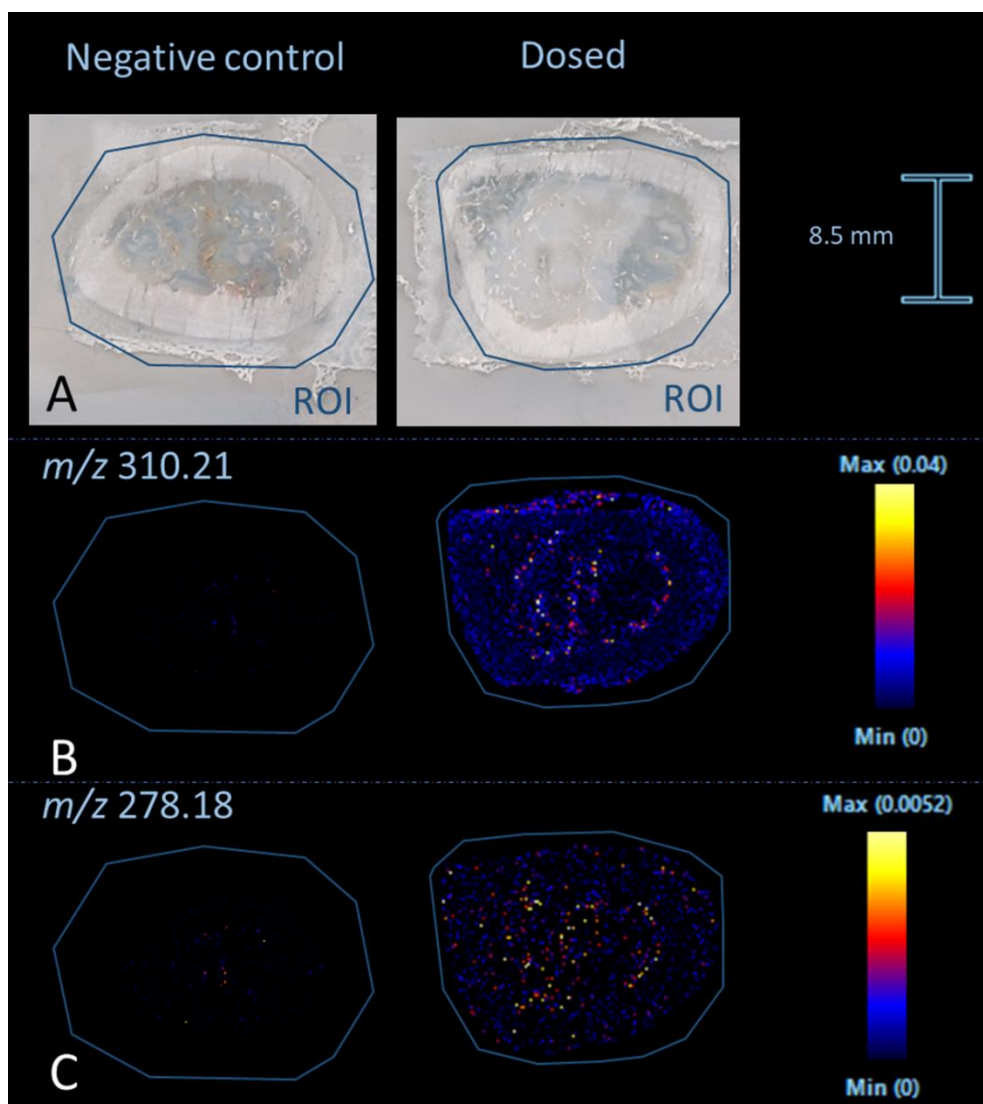 Negative control
Dosed
8.5 mm
A
ROI
ROI
m/z 310.21
Max (0.04)
Min (0)
B
m/z 278.18
Max (0.0052)
Min (0)
C